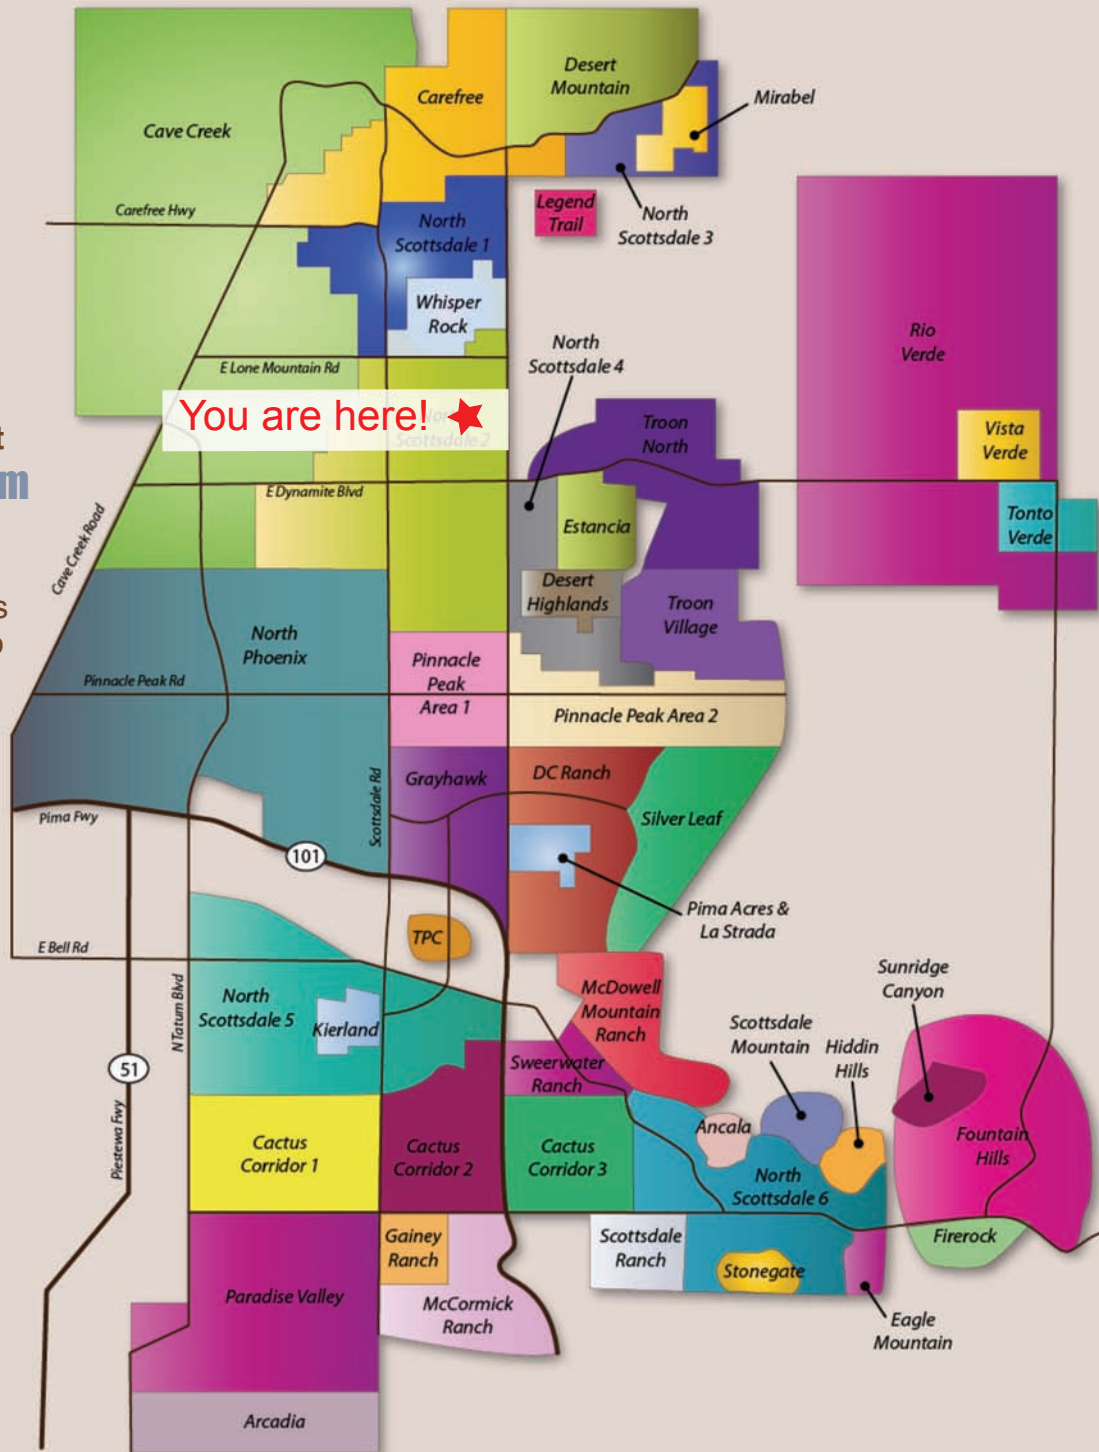 Desert
Mountain
Carefree
Mirabel
Cave Creek
Legend
Trail
Carefree Hwy
North
Scottsdale 1
North
Scottsdale 3
Whisper
Rock
Rio
Verde
North
Scottsdale 4
E Lone Mountain Rd
You are here!
North
Scottsdale 2
Troon
North
Vista
Verde
t
m
E Dynamite Blvd
Estancia
Tonto
Verde
Cave Creek Road
Desert
Highlands
s
Troon
Village
North
Phoenix
Pinnacle
Peak
Area 1
Pinnacle Peak Rd
Pinnacle Peak Area 2
Grayhawk
DC Ranch
Scottsdale Rd
Silver Leaf
Pima Fwy
101
Pima Acres &
La Strada
TPC
E Bell Rd
Sunridge
Canyon
McDowell
Mountain
Ranch
N Tatum Blvd
North
Scottsdale 5
Kierland
Scottsdale
Mountain
Hiddin
Hills
51
Sweerwater
Ranch
Piestewa Fwy
Ancala
Cactus
Corridor 1
Cactus
Corridor 2
Cactus
Corridor 3
Fountain
Hills
North
Scottsdale 6
Gainey
Ranch
Scottsdale
Ranch
Firerock
Stonegate
Paradise Valley
McCormick
Ranch
Eagle
Mountain
Arcadia